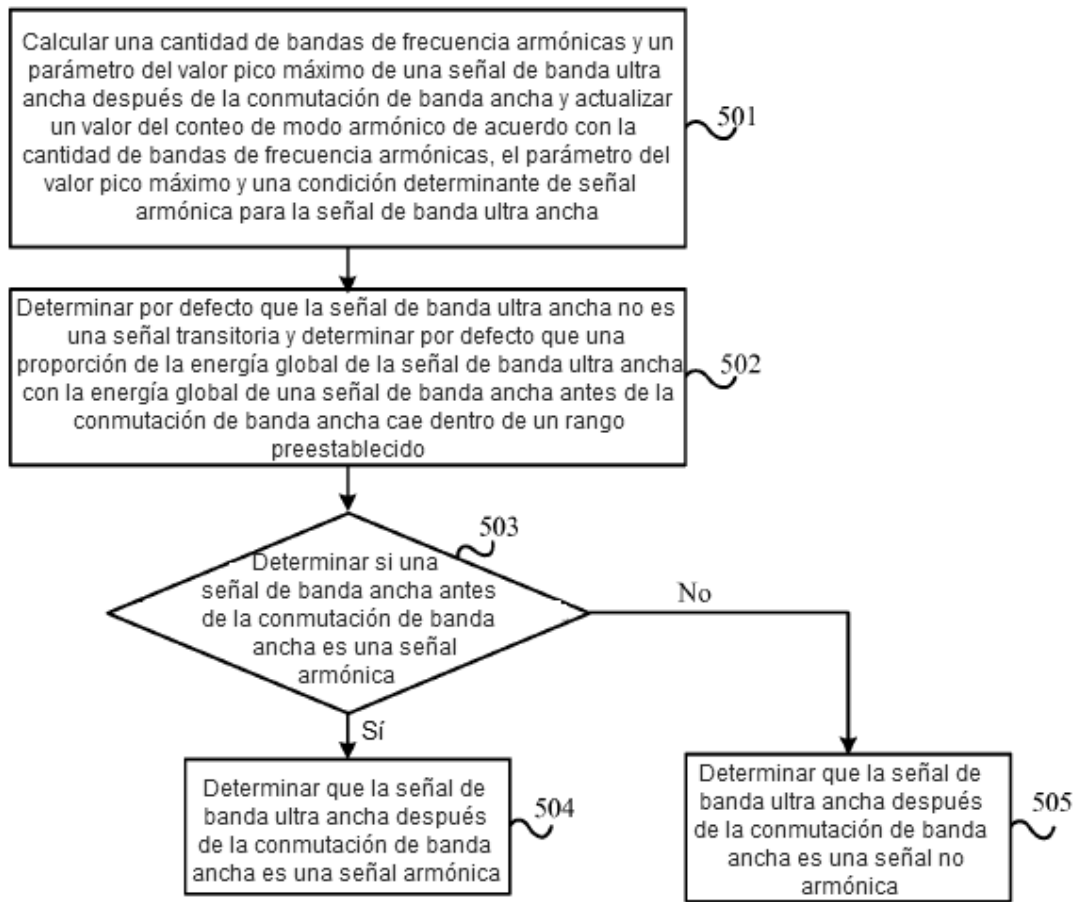 Calcular una cantidad de bandas de frecuencia armónicas y un
parámetro del valor pico máximo de una señal de banda ultra
ancha después de la conmutación de banda ancha y actualizar
un valor del conteo de modo armónico de acuerdo con la
cantidad de bandas de frecuencia armónicas, el parámetro del
valor pico máximo y una condición determinante de señal
armónica para la señal de banda ultra ancha
501
Determinar por defecto que la señal de banda ultra ancha no es
una señal transitoria y determinar por defecto que una
proporción de la energía global de la señal de banda ultra ancha
con la energía global de una señal de banda ancha antes de la
conmutación de banda ancha cae dentro de un rango
preestablecido
502
503
Determinar si una
señal de banda ancha antes
de la conmutación de banda
ancha es una señal
armónica
No
Sí
Determinar que la señal de
banda ultra ancha después
de la conmutación de banda
ancha es una señal armónica
504
Determinar que la señal de
banda ultra ancha después
de la conmutación de banda
ancha es una señal no
armónica
505